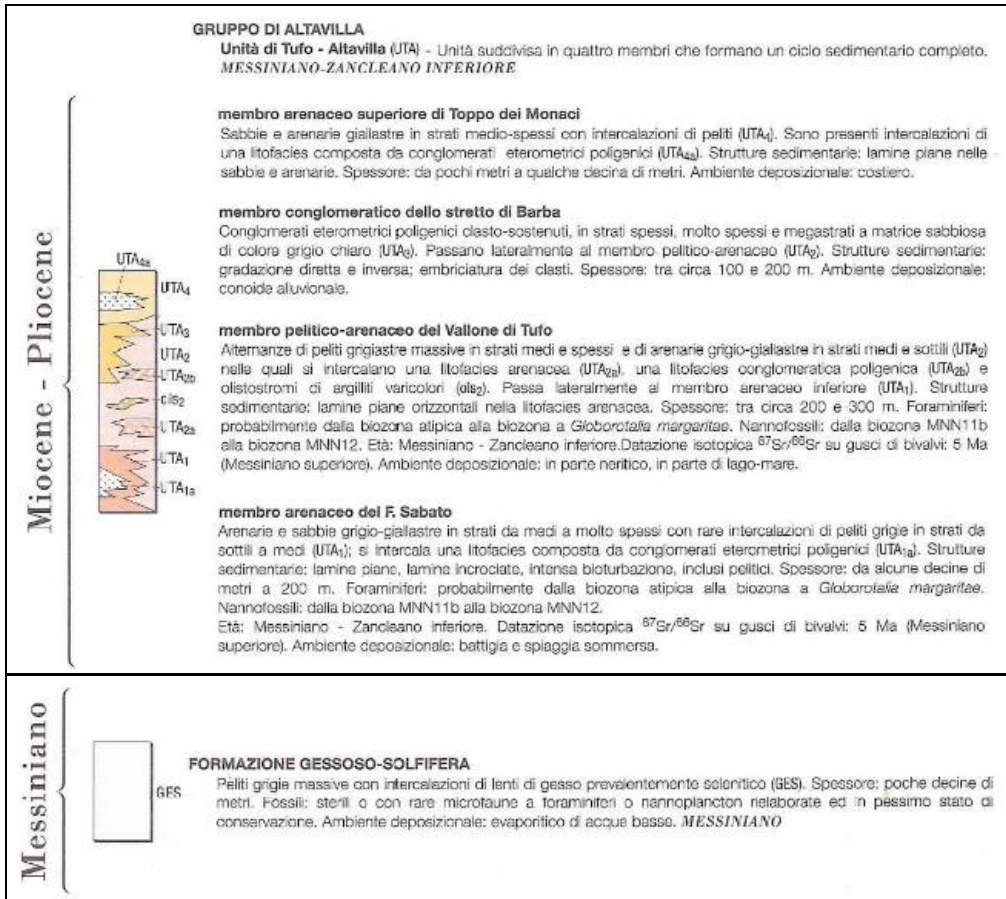 GRUPPO DI ALTAVILLA
Unità di Tufo - Altavilla (UTA) - Unità suddivisa in quattro membri che formano un ciclo sedimentario completo.
MESSINIANO-ZANCLEANO INFERIORE
Miocene - Pliocene
UTA4a
UTA4
UTA3
UTA2
UTA2b
ols2
UTA2a
UTA1
UTA1a
membro arenaceo superiore di Toppo dei Monaci
Sabbie e arenarie giallastre in strati medio-spessi con intercalazioni di peliti (UTA4). Sono presenti intercalazioni di
una litofacies composta da conglomerati eterometrici poligenici (UTA4a). Strutture sedimentarie: lamine piane nelle
sabbie e arenarie. Spessore: da pochi metri a qualche decina di metri. Ambiente deposizionale: costiero.
membro conglomeratico dello stretto di Barba
Conglomerati eterometrici poligenici clasto-sostenuti, in strati spessi, molto spessi e megastrati a matrice sabbiosa
di colore grigio chiaro (UTA3). Passano lateralmente al membro pelitico-arenaceo (UTA2). Strutture sedimentarie:
gradazione diretta e inversa; embriciatura dei clasti. Spessore: tra circa 100 e 200 m. Ambiente deposizionale:
conoide alluvionale.
membro pelitico-arenaceo del Vallone di Tufo
Alternanze di peliti grigiastre massive in strati medi e spessi e di arenarie grigio-giallastre in strati medi e sottili (UTA2)
nelle quali si intercalano una litofacies arenacea (UTA2a), una litofacies conglomeratica poligenica (UTA2b) e
olistostromi di argilliti varicolori (ols2). Passa lateralmente al membro arenaceo inferiore (UTA1). Strutture
sedimentarie: lamine piane orizzontali nella litofacies arenacea. Spessore: tra circa 200 e 300 m. Foraminiferi:
probabilmente dalla biozona atipica alla biozona a Globorotalia margaritae. Nannofossili: dalla biozona MNN11b
alla biozona MNN12. Età: Messiniano - Zancleano inferiore.Datazione isotopica 87Sr/86Sr su gusci di bivalvi: 5 Ma
(Messiniano superiore). Ambiente deposizionale: in parte neritico, in parte di lago-mare.
membro arenaceo del F. Sabato
Arenarie e sabbie grigio-giallastre in strati da medi a molto spessi con rare intercalazioni di peliti grigie in strati da
sottili a medi (UTA1); si intercala una litofacies composta da conglomerati eterometrici poligenici (UTA1a). Strutture
sedimentarie: lamine piane, lamine incrociate, intensa bioturbazione, inclusi pelitici. Spessore: da alcune decine di
metri a 200 m. Foraminiferi: probabilmente dalla biozona atipica alla biozona a Globorotalia margaritae.
Nannofossili: dalla biozona MNN11b alla biozona MNN12.
Età: Messiniano - Zancleano inferiore. Datazione isotopica 87Sr/86Sr su gusci di bivalvi: 5 Ma (Messiniano
superiore). Ambiente deposizionale: battigia e spiaggia sommersa.
Messiniano
GES
FORMAZIONE GESSOSO-SOLFIFERA
Peliti grigie massive con intercalazioni di lenti di gesso prevalentemente selenitico (GES). Spessore: poche decine di
metri. Fossili: sterili o con rare microfaune a foraminiferi o nannoplancton rielaborate ed in pessimo stato di
conservazione. Ambiente deposizionale: evaporitico di acque basse. MESSINIANO